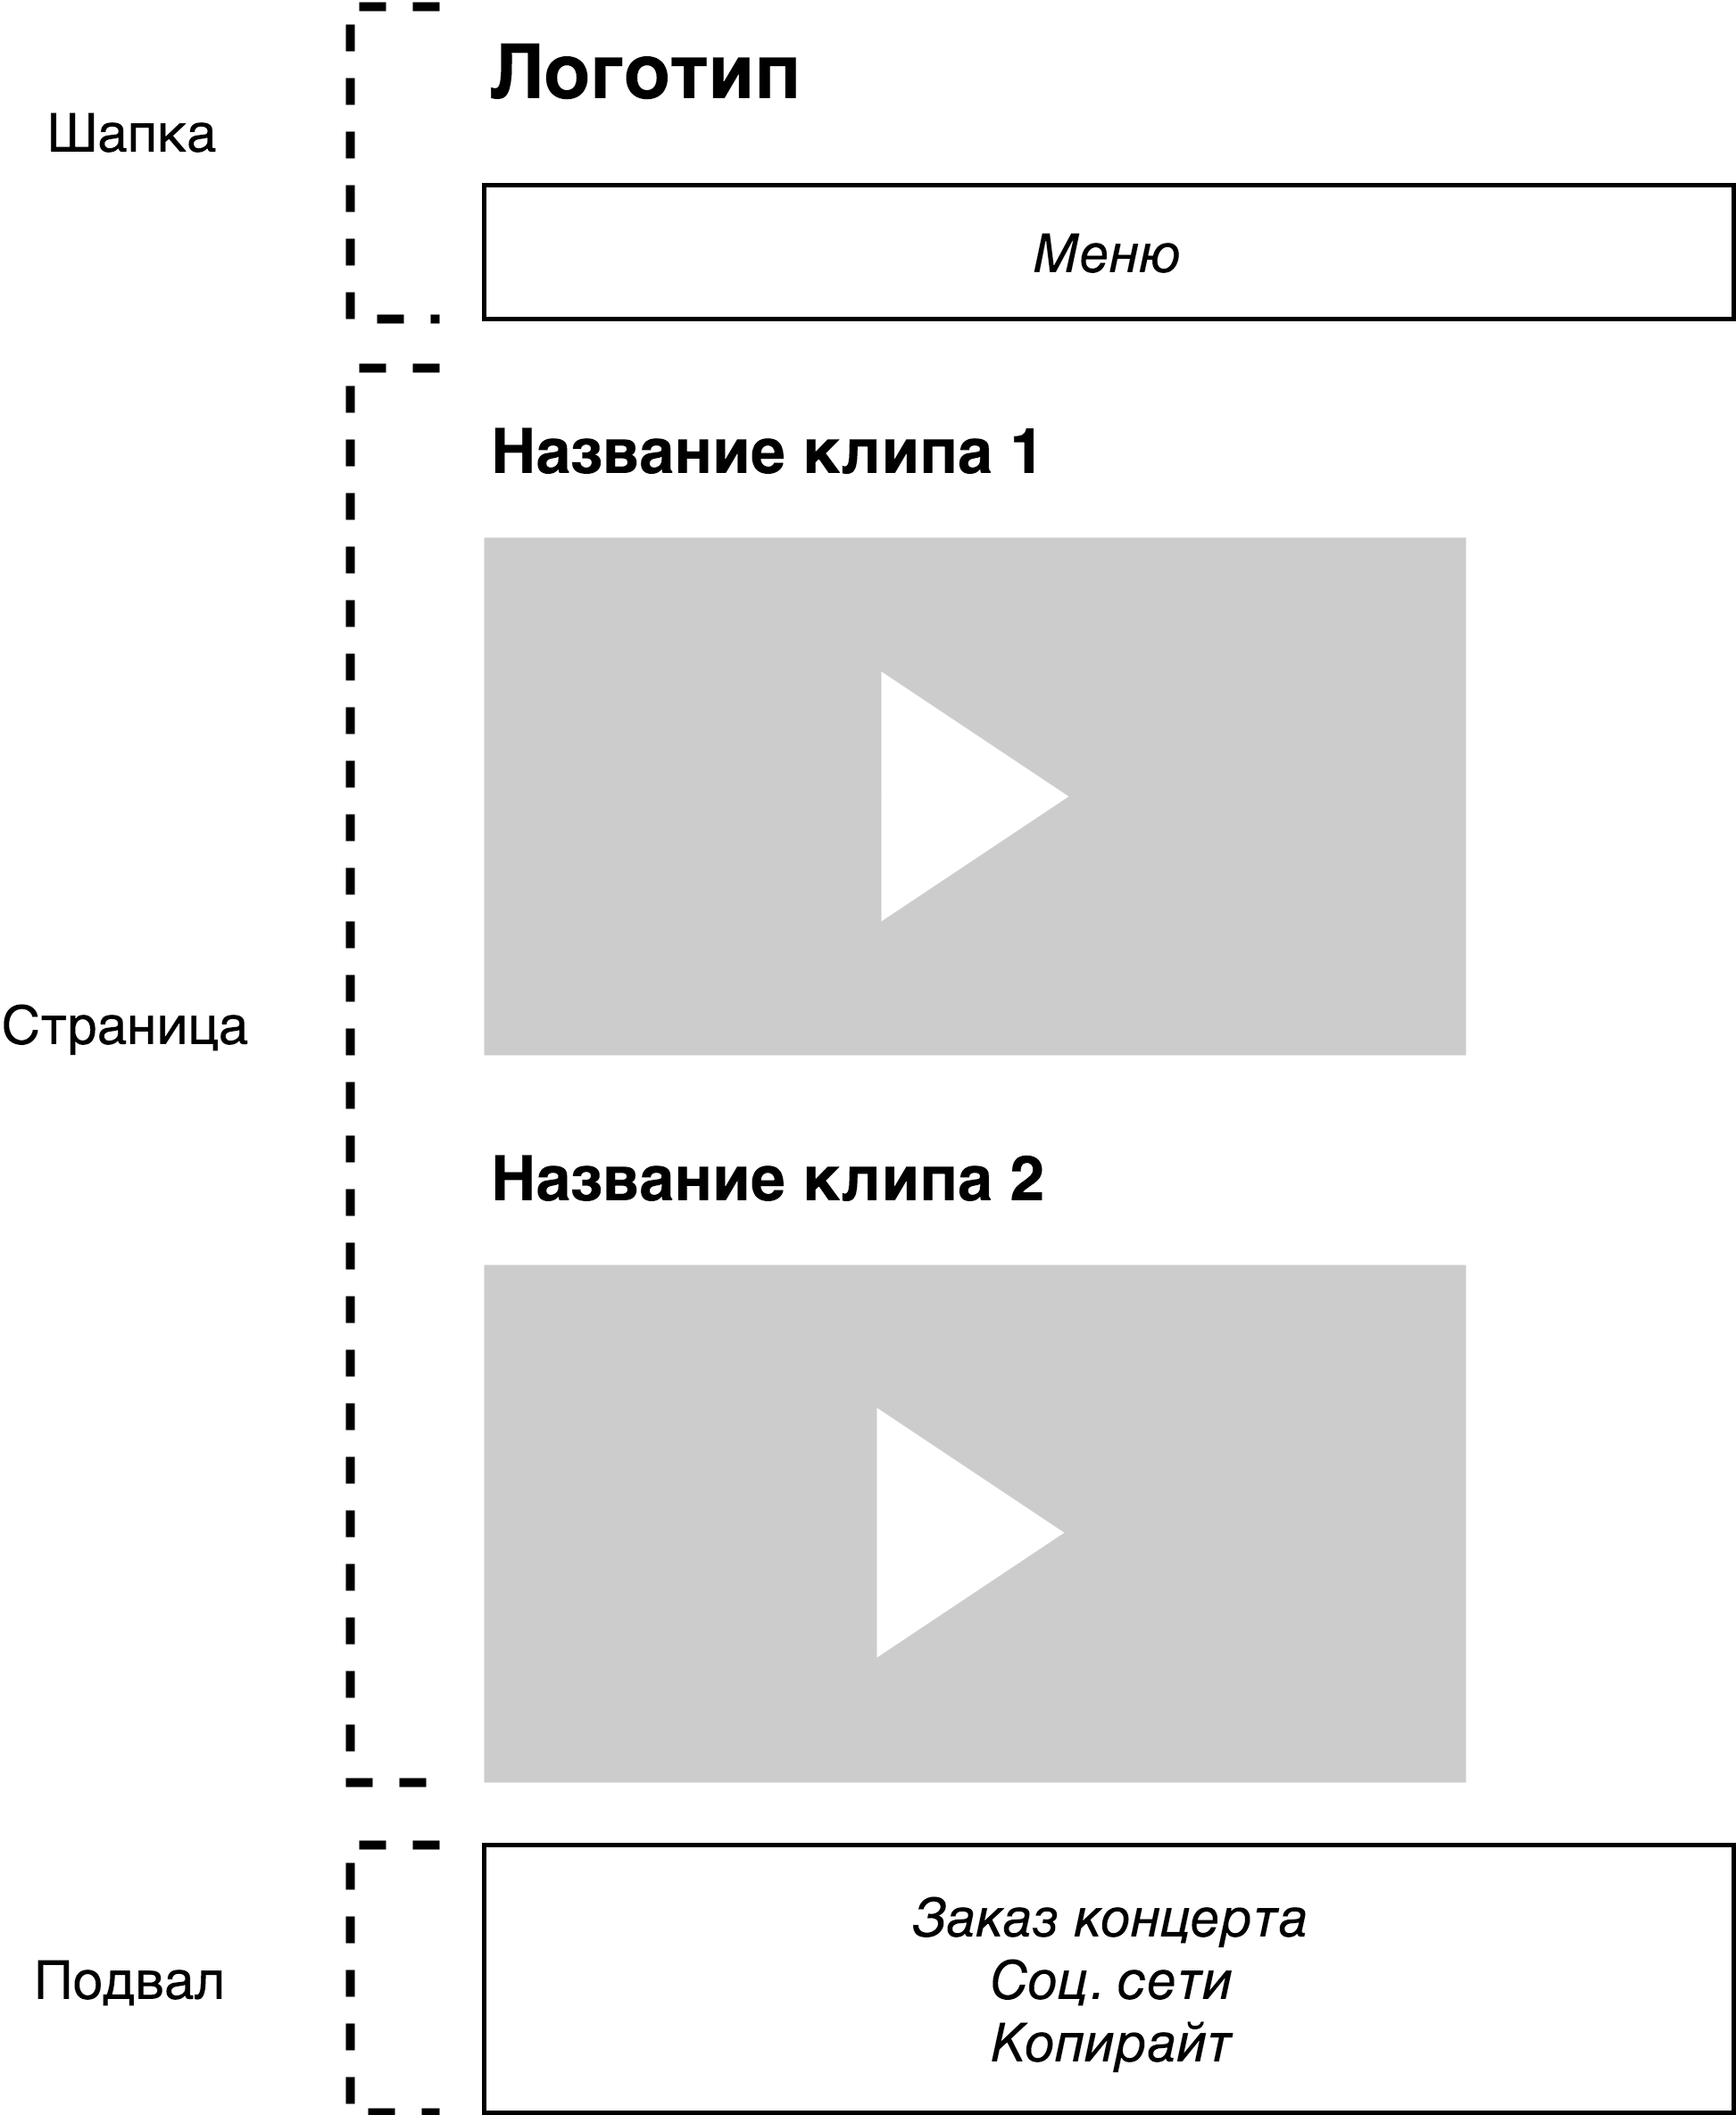 Логотип
Шапка
Меню
Название клипа 1
Страница
Название клипа 2
Заказ концерта
Соц. сети
Подвал
Копирайт